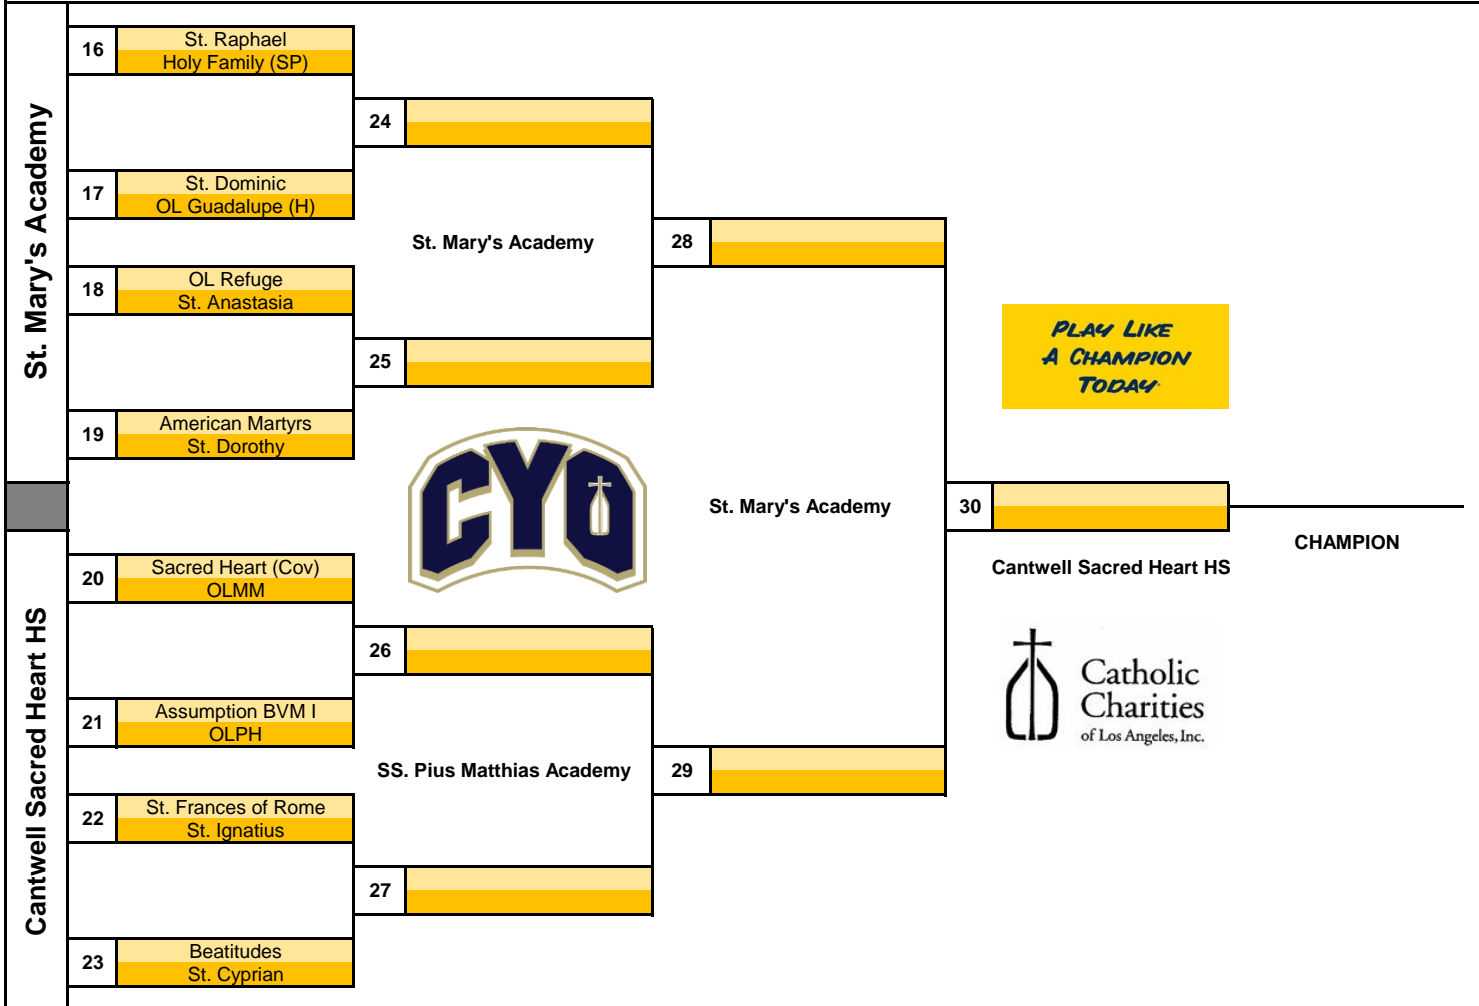 St. Mary's Academy
16
St. Raphael
Holy Family (SP)
24
17
St. Dominic
OL Guadalupe (H)
St. Mary's Academy
28
18
OL Refuge
St. Anastasia
25
19
American Martyrs
St. Dorothy
PLAY LIKE
A CHAMPION
TODAY
CYO
St. Mary's Academy
30
CHAMPION
Cantwell Sacred Heart HS
Cantwell Sacred Heart HS
20
Sacred Heart (Cov)
OLMM
26
21
Assumption BVM I
OLPH
SS. Pius Matthias Academy
29
22
St. Frances of Rome
St. Ignatius
27
23
Beatitudes
St. Cyprian
Catholic
Charities
of Los Angeles, Inc.